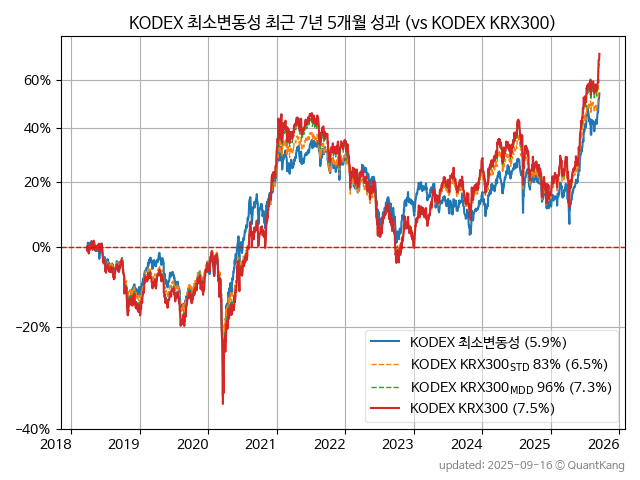 KODEX 최소변동성 최근 7년 5개월 성과 (vs KODEX KRX300)
60%
40%
20%
0%
−20%
−40%
KODEX 최소변동성 (5.9%)
KODEX KRX300STD 83% (6.5%)
KODEX KRX300MDD 96% (7.3%)
KODEX KRX300 (7.5%)
2018 2019 2020 2021 2022 2023 2024 2025 2026
updated: 2025-09-16 © QuantKang